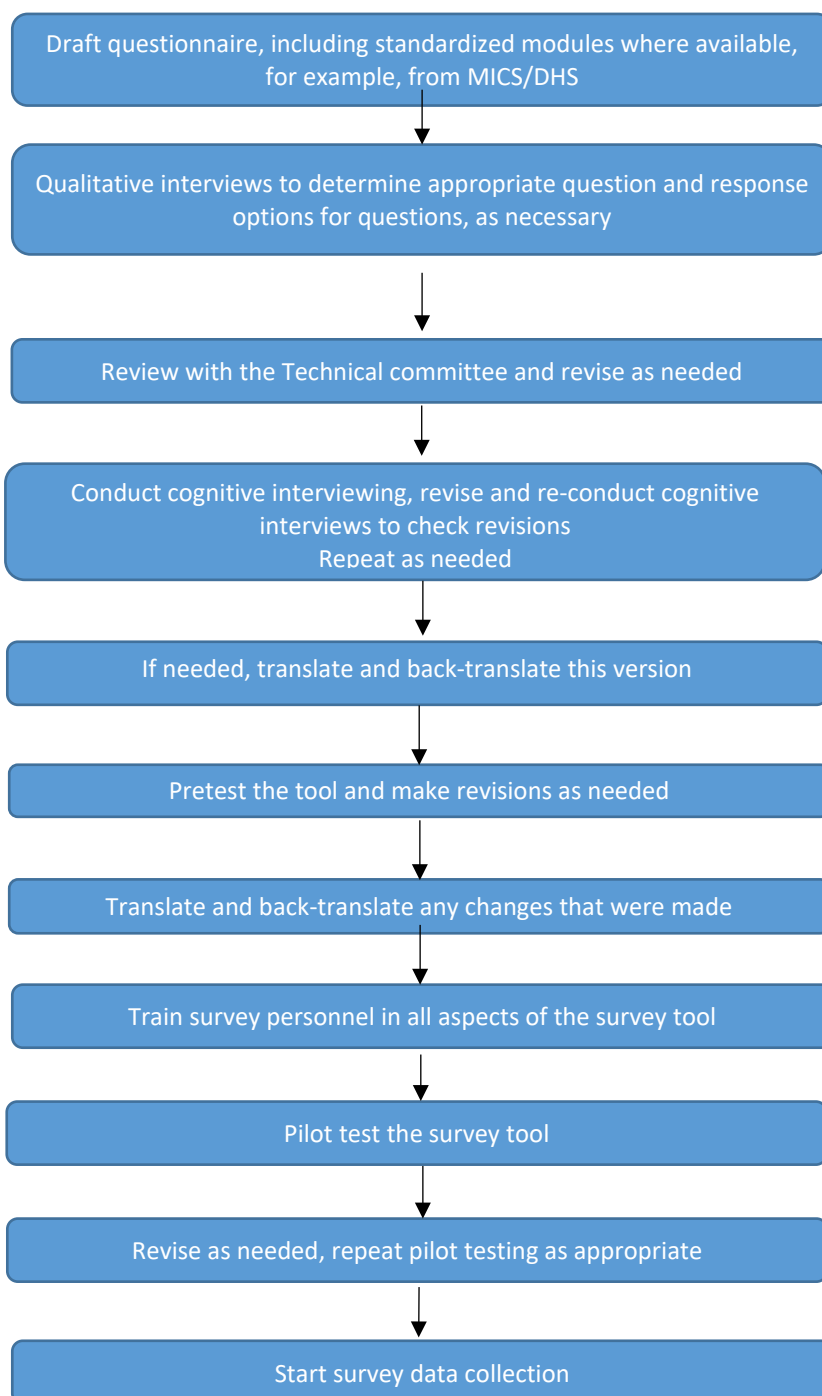 Draft questionnaire, including standardized modules where available,
for example, from MICS/DHS
Qualitative interviews to determine appropriate question and response
options for questions, as necessary
Review with the Technical committee and revise as needed
Conduct cognitive interviewing, revise and re-conduct cognitive
interviews to check revisions
Repeat as needed
If needed, translate and back-translate this version
Pretest the tool and make revisions as needed
Translate and back-translate any changes that were made
Train survey personnel in all aspects of the survey tool
Pilot test the survey tool
Revise as needed, repeat pilot testing as appropriate
Start survey data collection